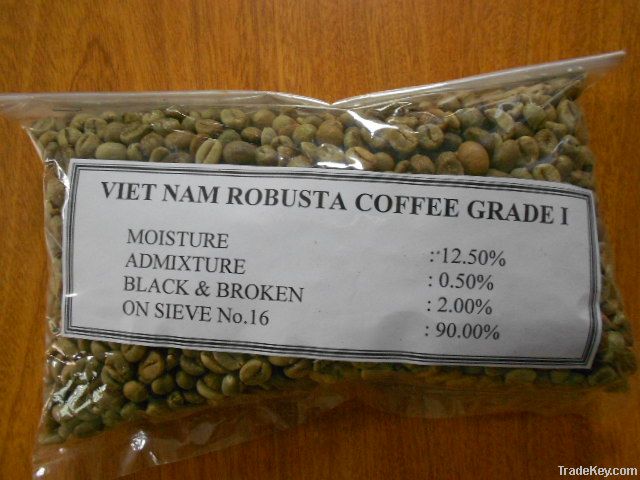 VIET NAM ROBUSTA COFFEE GRADE I
MOISTURE : 12.50%
ADMIXTURE : 0.50%
BLACK & BROKEN : 2.00%
ON SIEVE No.16 : 90.00%
TradeKey.com